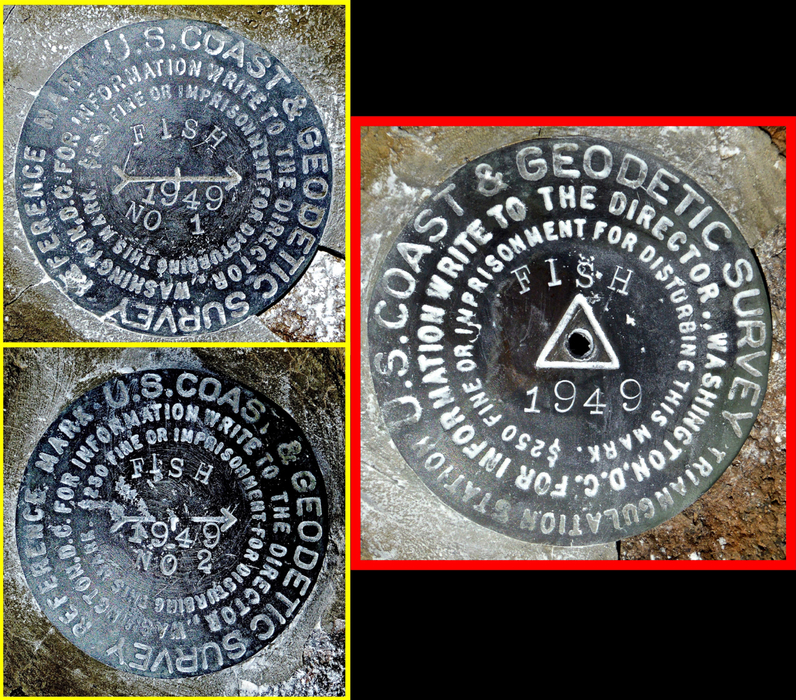 REFERENCE MARK U.S. COAST & GEODETIC SURVEY
FOR INFORMATION WRITE TO THE DIRECTOR, WASHINGTON, D.C.
$250 FINE OR IMPRISONMENT FOR DISTURBING THIS MARK.
FISH
1949
NO 1
REFERENCE MARK U.S. COAST & GEODETIC SURVEY
FOR INFORMATION WRITE TO THE DIRECTOR, WASHINGTON, D.C.
$250 FINE OR IMPRISONMENT FOR DISTURBING THIS MARK.
FISH
1949
NO 2
U.S. COAST & GEODETIC SURVEY TRIANGULATION STATION
FOR INFORMATION WRITE TO THE DIRECTOR., WASHINGTON, D.C.
$250 FINE OR IMPRISONMENT FOR DISTURBING THIS MARK.
FISH
1949